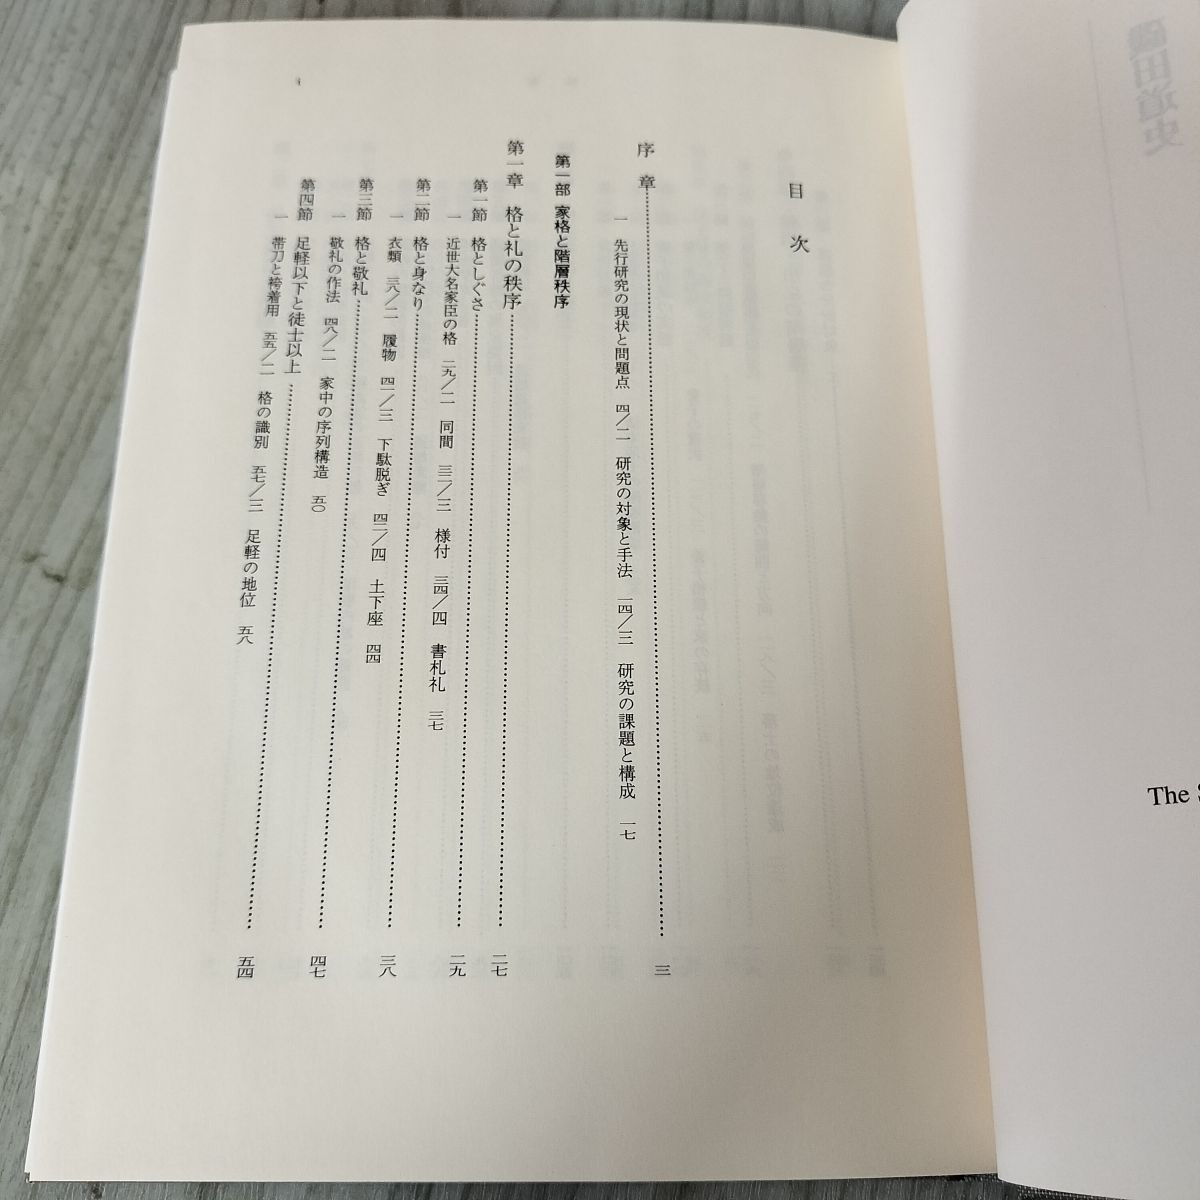 磯田道史
The
目次
序章……三
一 先行研究の現状と問題点 四/二 研究の対象と手法 一四/三 研究の課題と構成 一七
第一部 家格と階層秩序
第一章 格と礼の秩序……二七
第一節 格としぐさ……二九
一 近世大名家臣の格 二九/二 同間 三二/三 様付 三四/四 書札礼 三七
第二節 格と身なり……三八
一 衣類 三八/二 履物 四一/三 下駄脱ぎ 四二/四 土下座 四四
第三節 格と敬礼……四七
一 敬礼の作法 四八/二 家中の序列構造 五〇
第四節 足軽以下と徒士以上……五四
一 帯刀と袴着用 五五/二 格の識別 五七/三 足軽の地位 五八